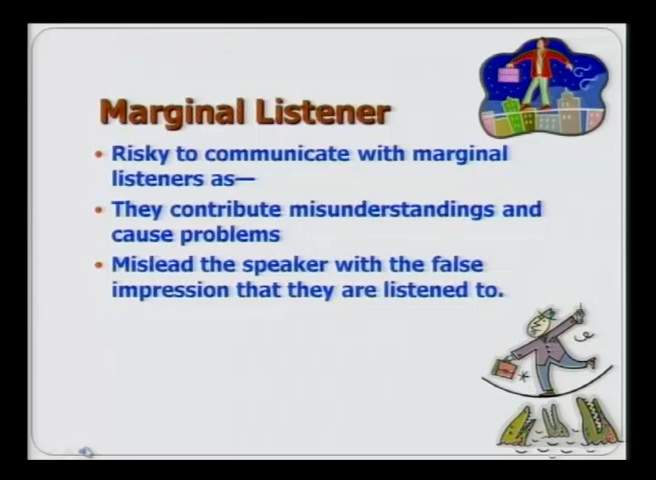 Marginal Listener
• Risky to communicate with marginal
listeners as—
• They contribute misunderstandings and
cause problems
• Mislead the speaker with the false
impression that they are listened to.